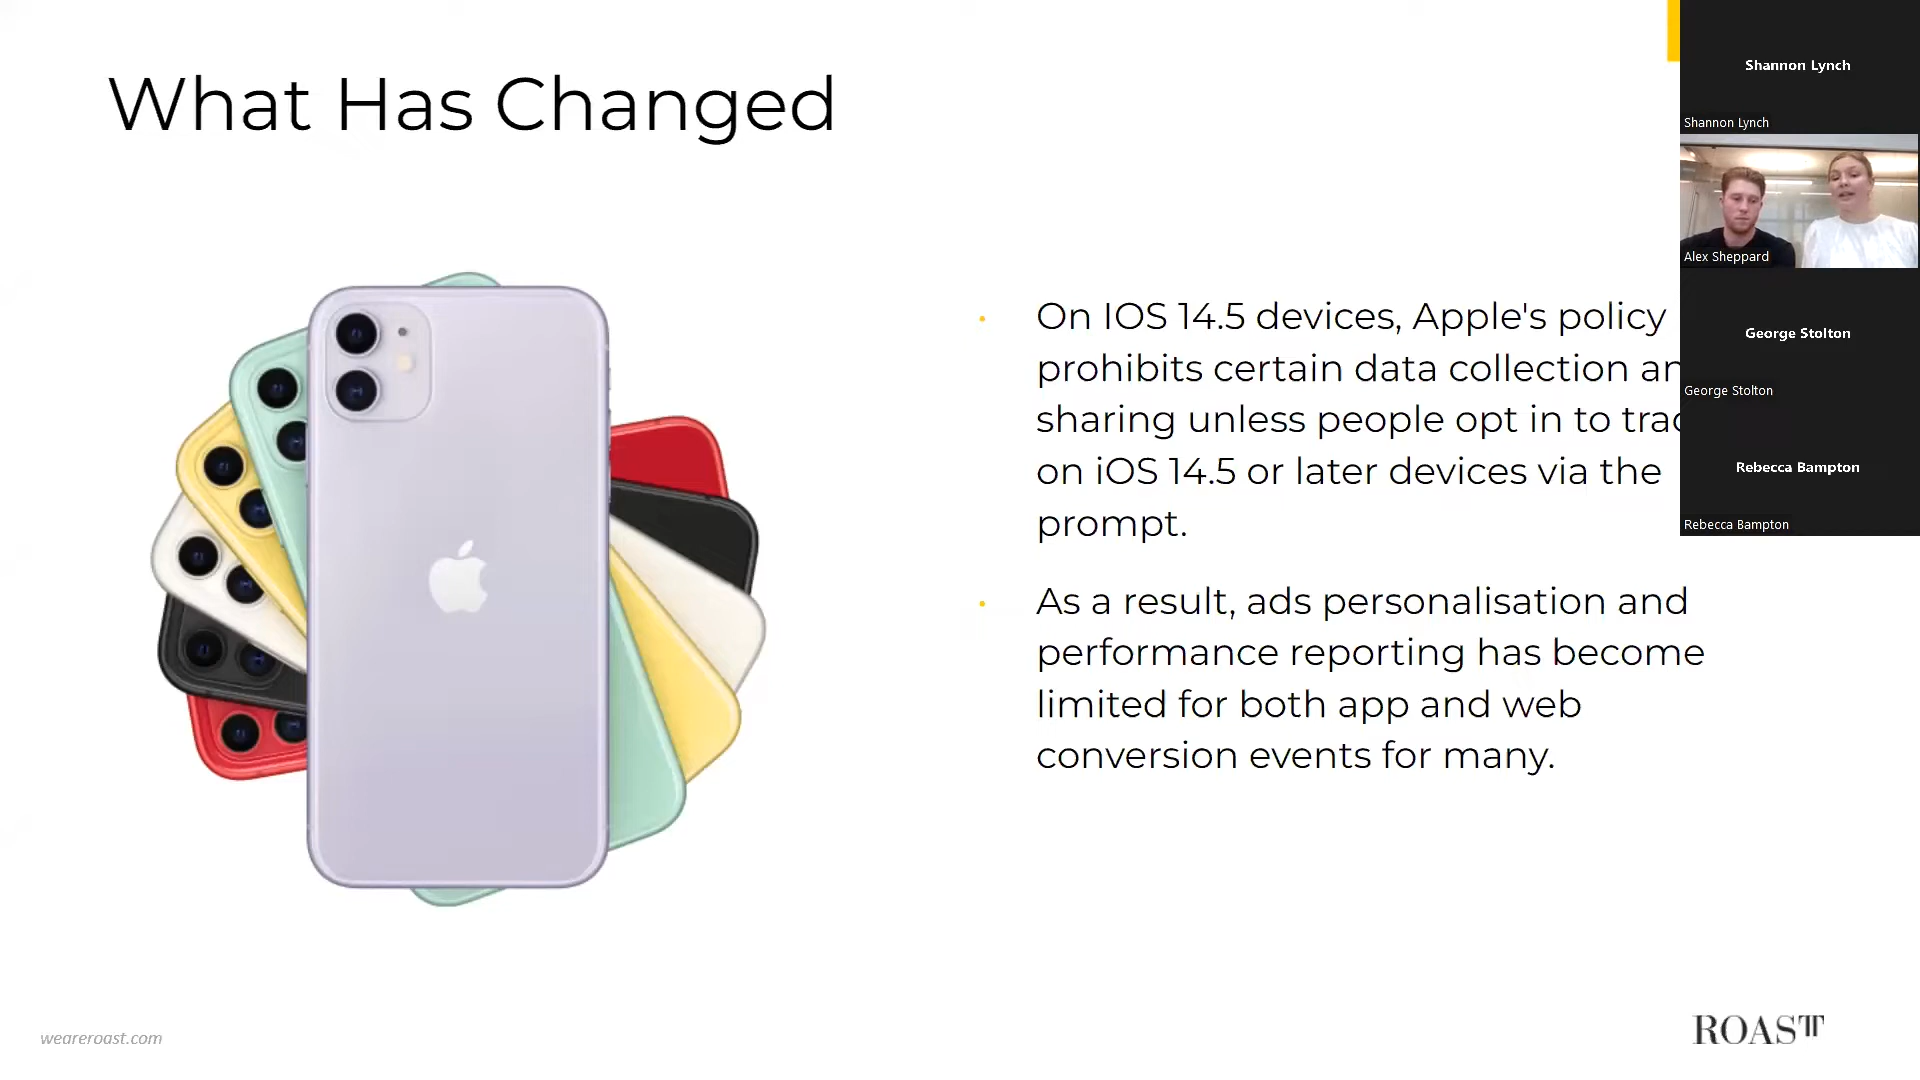 What Has Changed
On IOS 14.5 devices, Apple's policy
prohibits certain data collection
sharing unless people opt in to
on iOS 14.5 or later devices via the
prompt.
As a result, ads personalisation and
performance reporting has become
limited for both app and web
conversion events for many.
Shannon Lynch
Shannon Lynch
Alex Sheppard
George Stolton
George Stolton
Rebecca Bampton
Rebecca Bampton
weareroast.com
ROAST